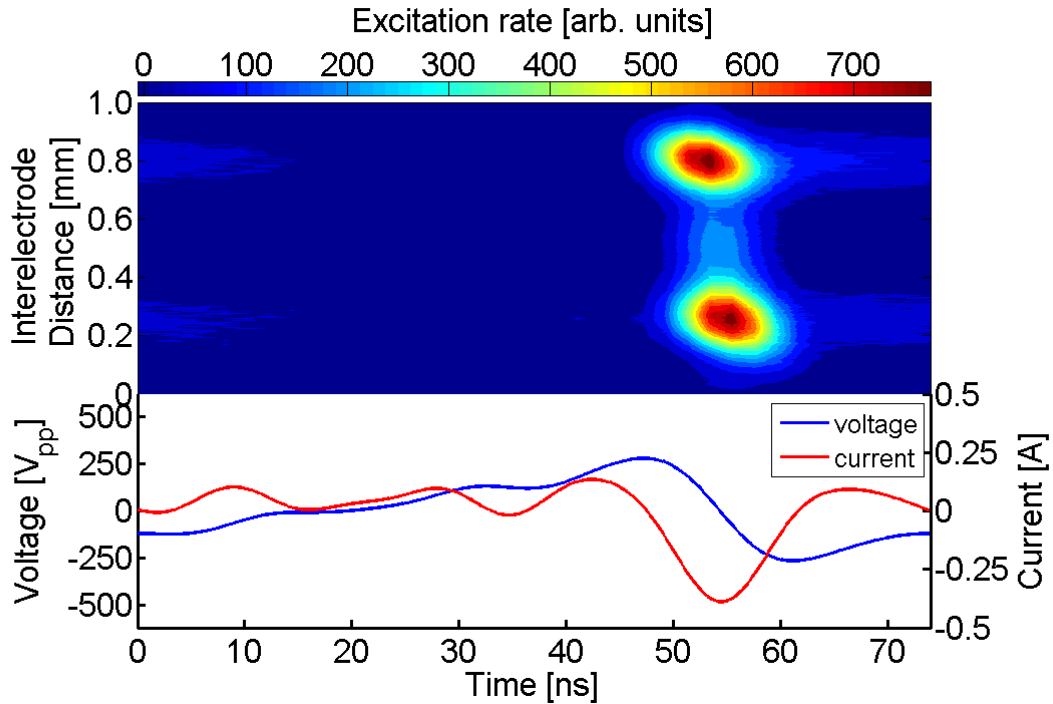 Excitation rate [arb. units]
0 100 200 300 400 500 600 700
Interelectrode
Distance [mm]
1.0
0.8
0.6
0.4
0.2
0
Voltage [Vpp]
500
250
0
-250
-500
voltage
current
0.5
0.25
0
-0.25
-0.5
Current [A]
0 10 20 30 40 50 60 70
Time [ns]